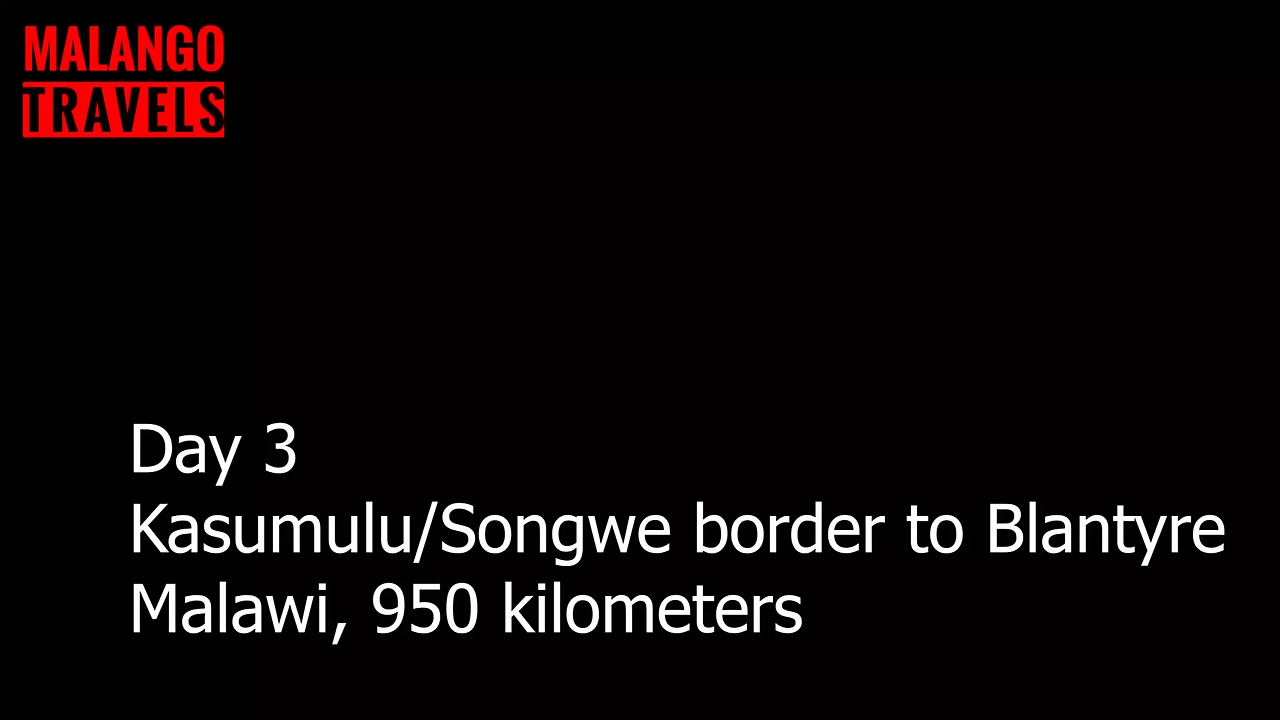 MALANGO
TRAVELS
Day 3
Kasumulu/Songwe border to Blantyre
Malawi, 950 kilometers